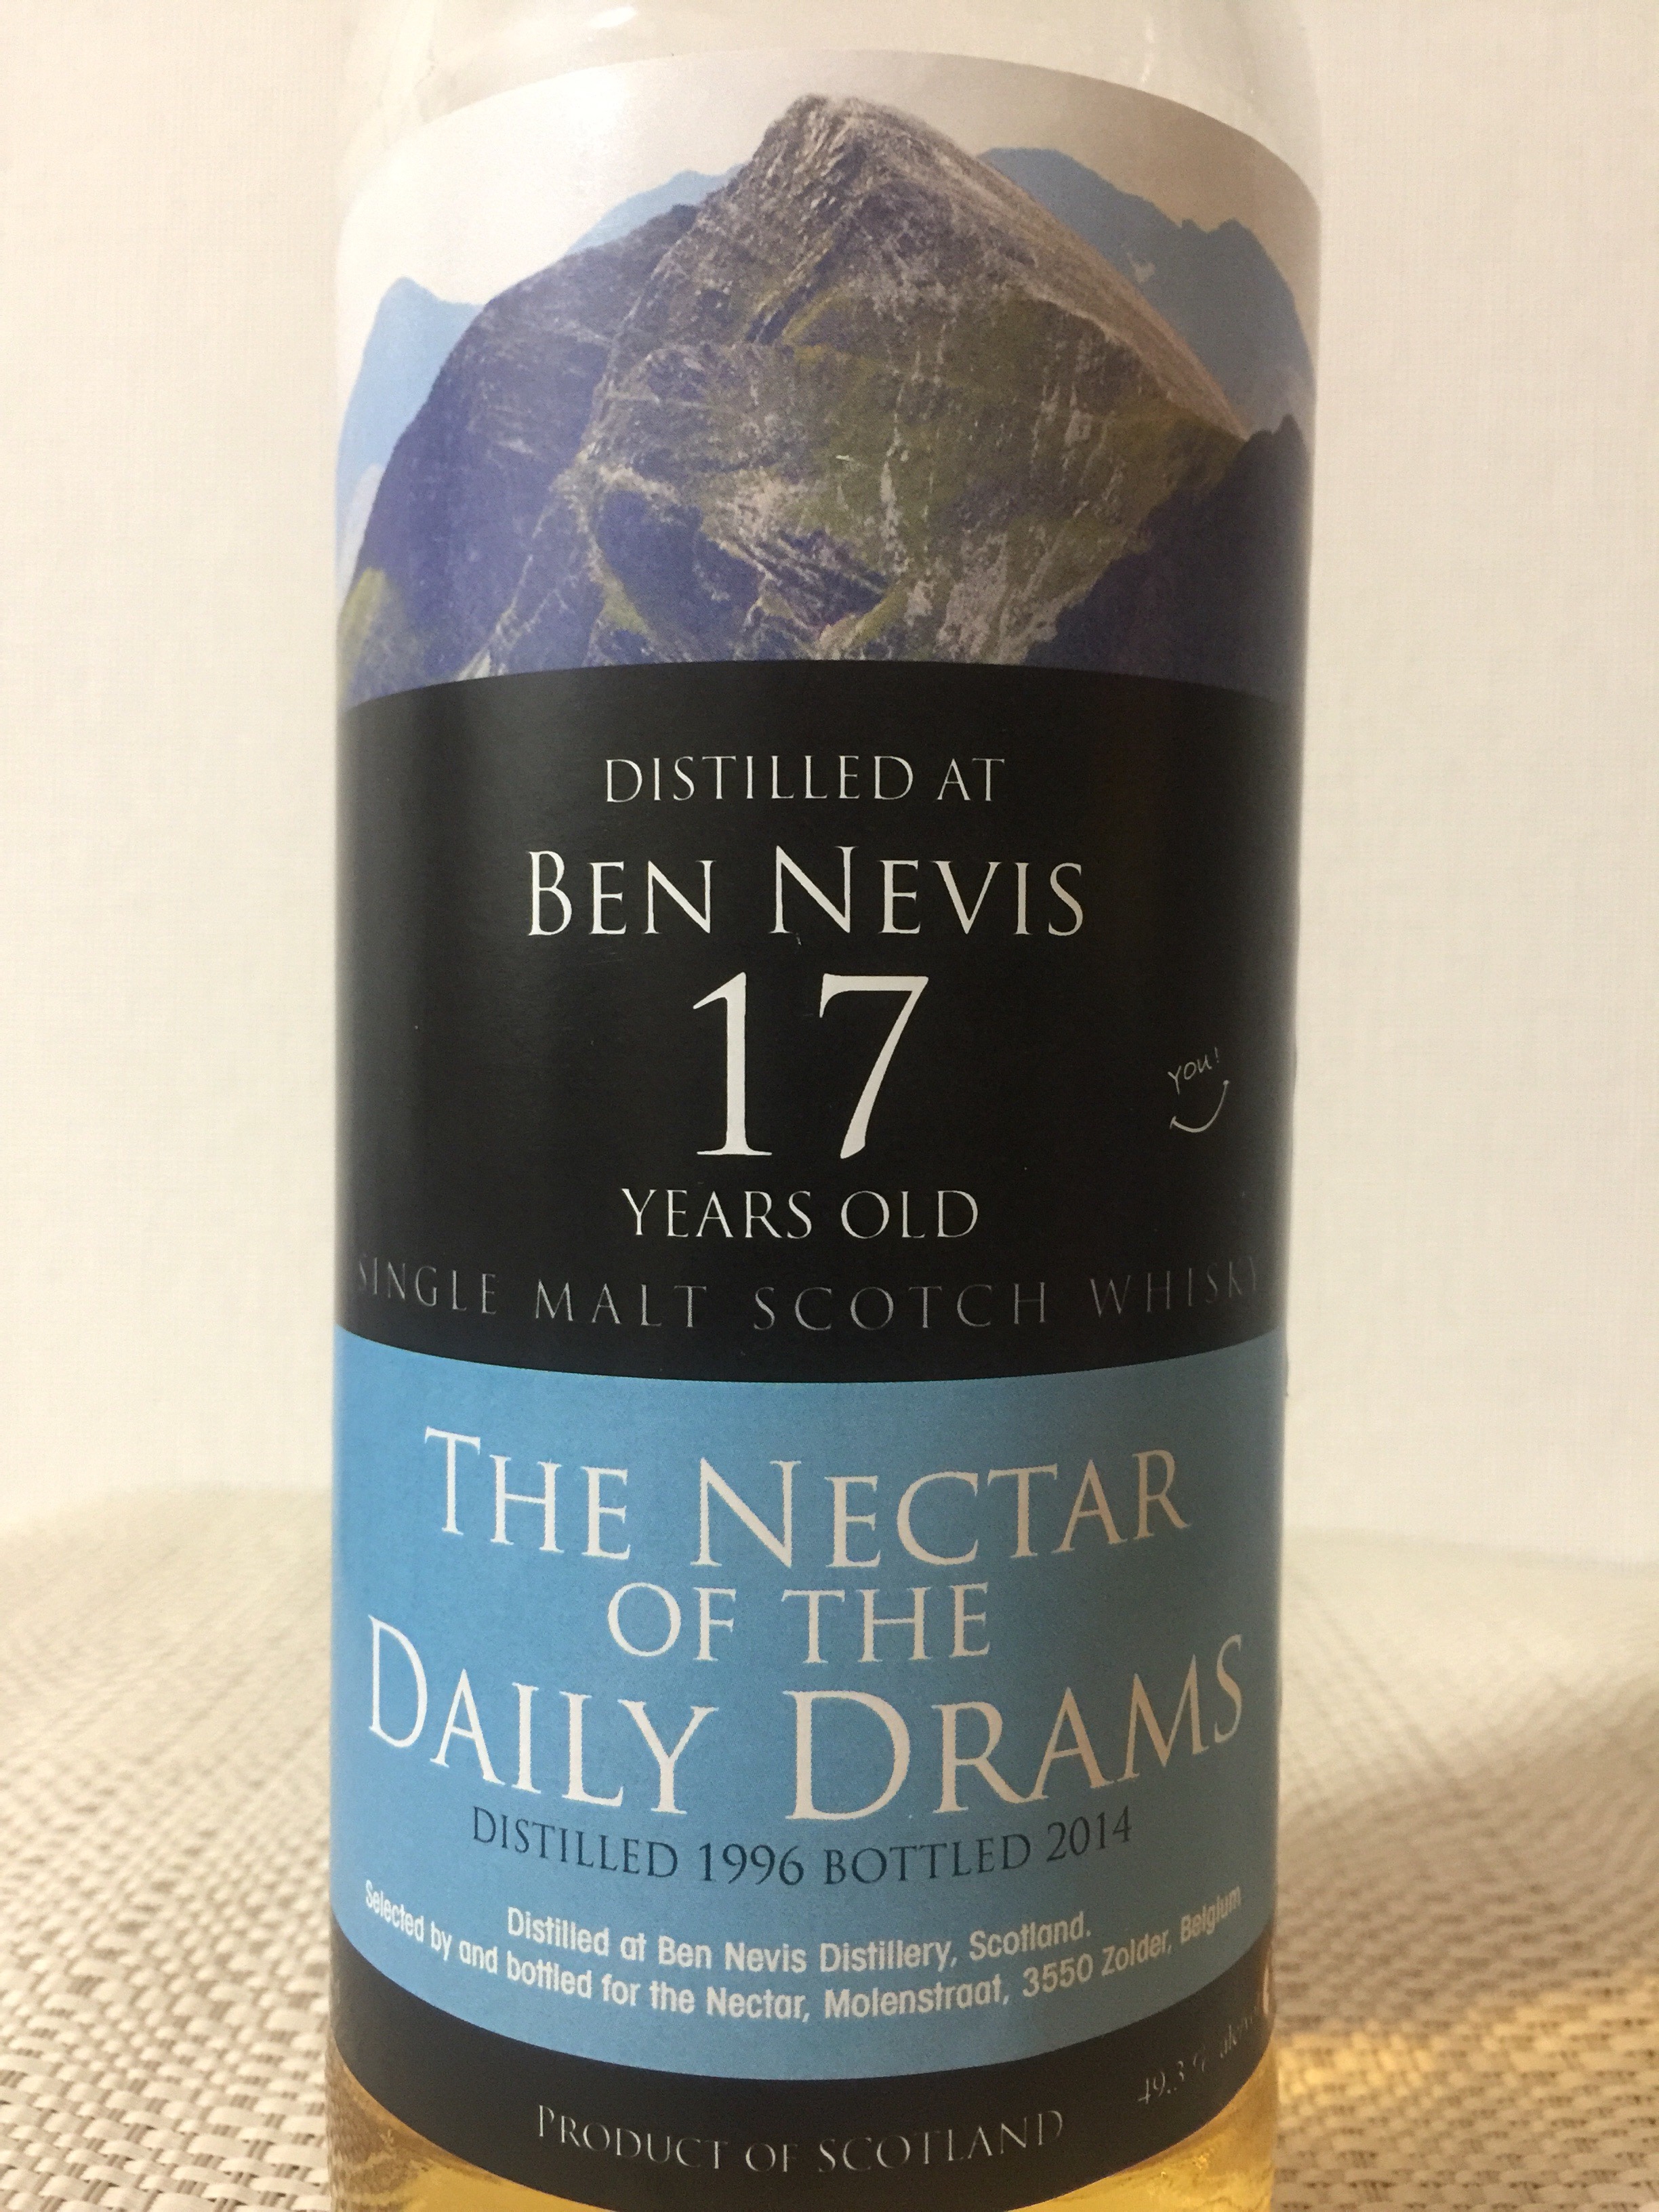 DISTILLED AT
BEN NEVIS
17
you!
YEARS OLD
SINGLE MALT SCOTCH WHISKY
THE NECTAR
OF THE
DAILY DRAMS
DISTILLED 1996 BOTTLED 2014
Distilled at Ben Nevis Distillery, Scotland.
Selected by and bottled for the Nectar, Molenstraat, 3550 Zolder, Belgium
49.3 %
PRODUCT OF SCOTLAND